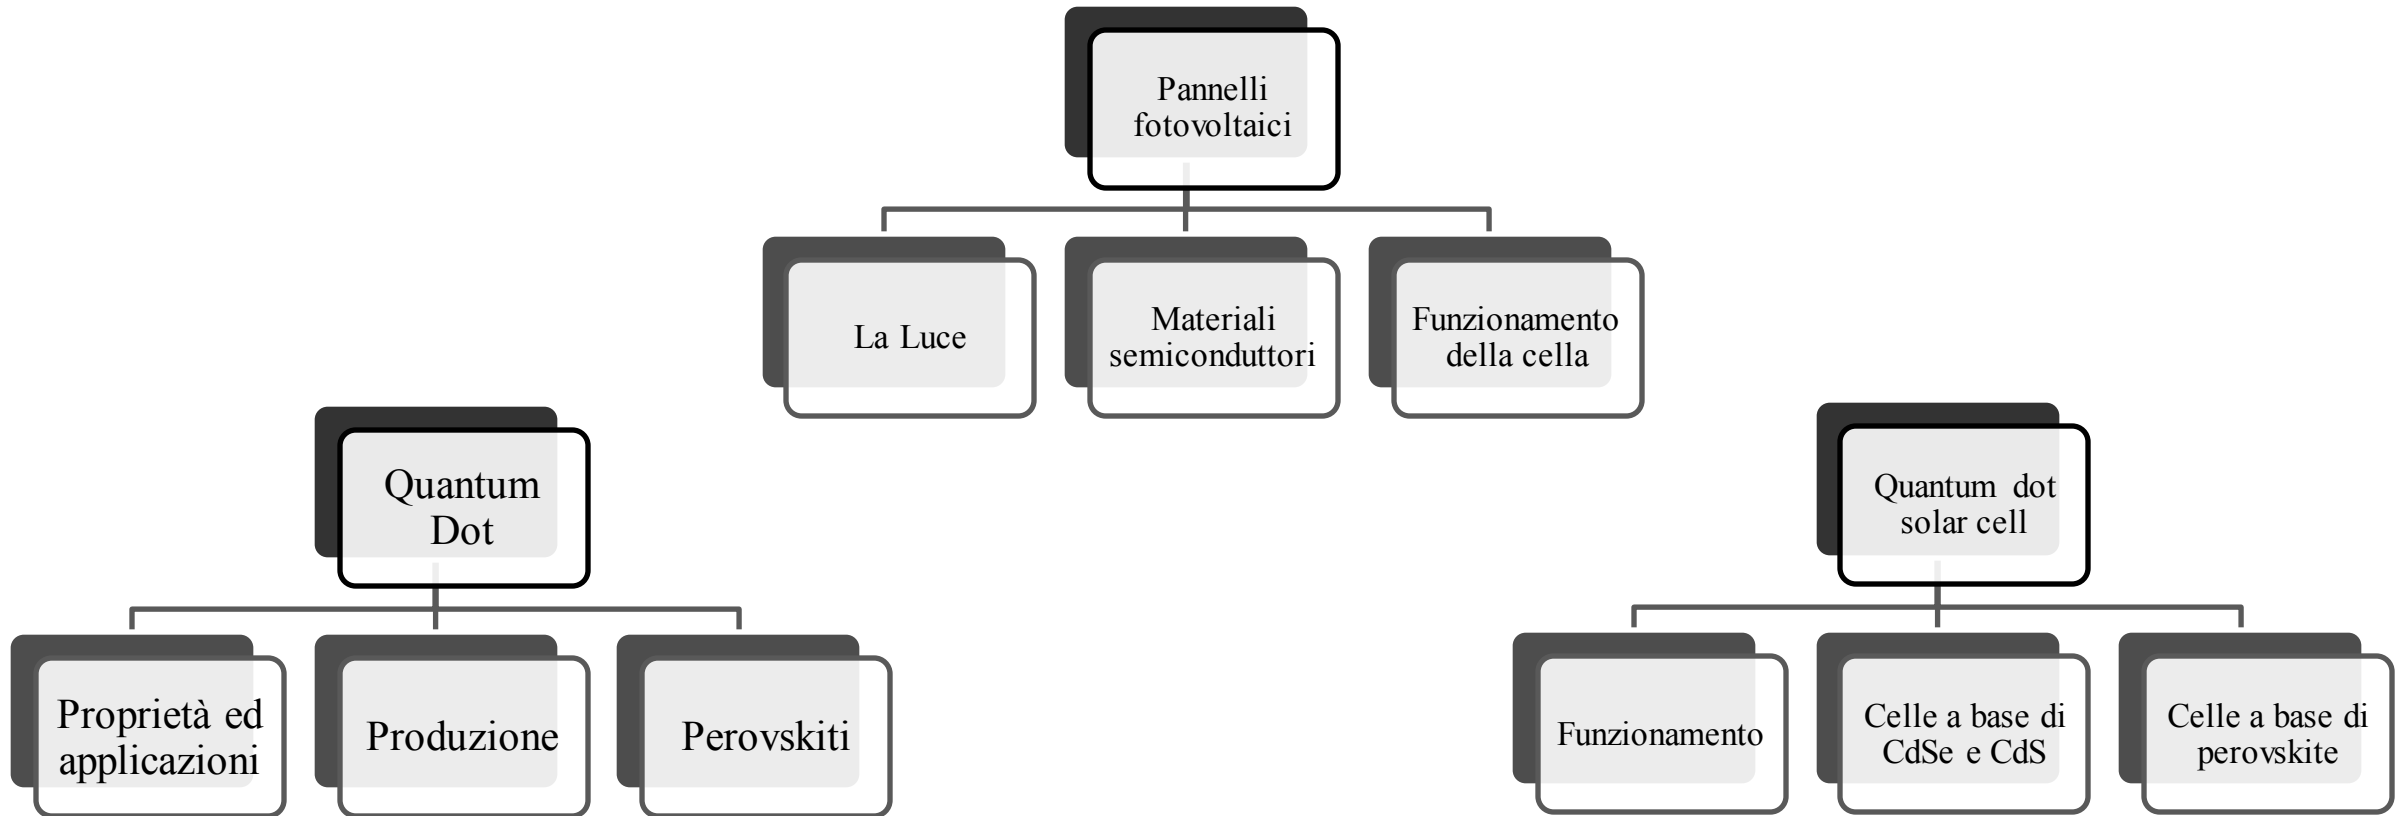 Pannelli
fotovoltaici
La Luce
Materiali
semiconduttori
Funzionamento
della cella
Quantum
Dot
Proprietà ed
applicazioni
Produzione
Perovskiti
Quantum dot
solar cell
Funzionamento
Celle a base di
CdSe e CdS
Celle a base di
perovskite